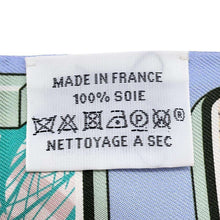 MADE IN FRANCE
100% SOIE
P ®
NETTOYAGE A SEC